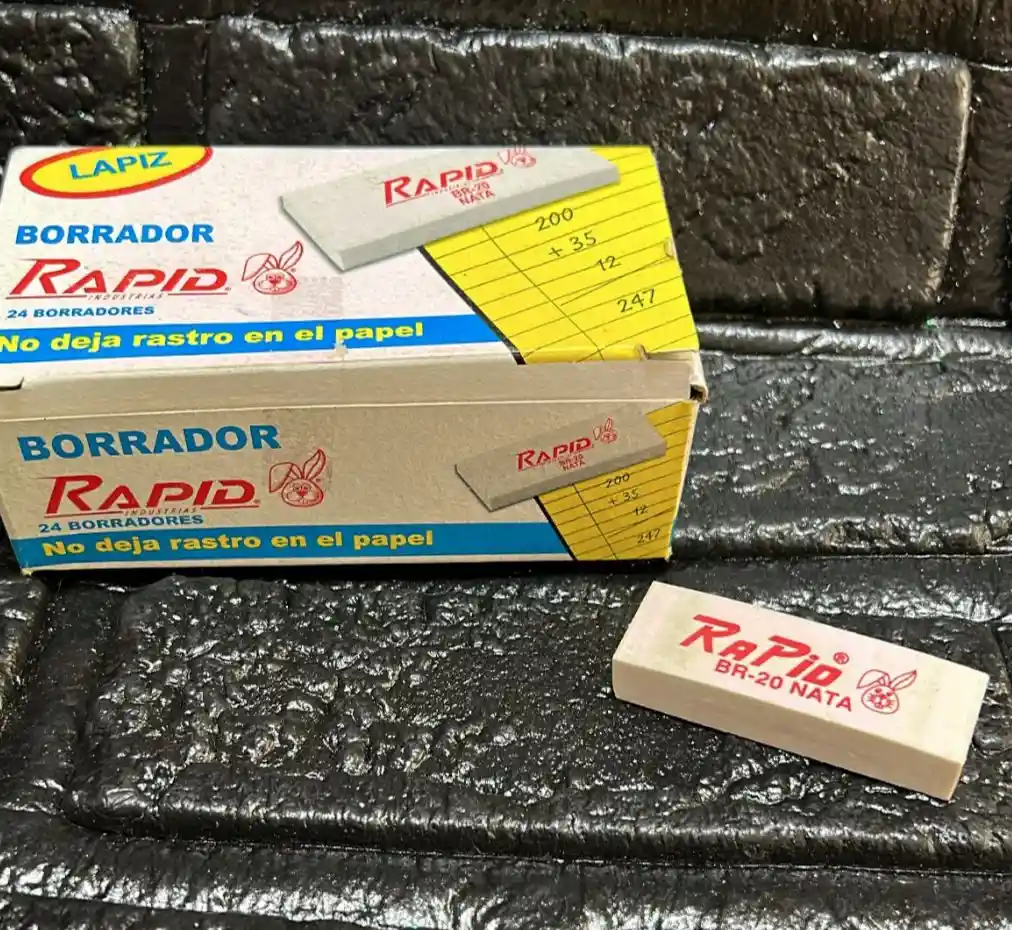 LAPIZ
BORRADOR
RAPID
INDUSTRIAS
24 BORRADORES
No deja rastro en el papel
RAPID
BR-20
NATA
200
+ 35
12
247
BORRADOR
RAPID
INDUSTRIAS
24 BORRADORES
No deja rastro en el papel
RAPID
BR-20
NATA
200
+ 35
12
247
RaPiD®
BR-20 NATA